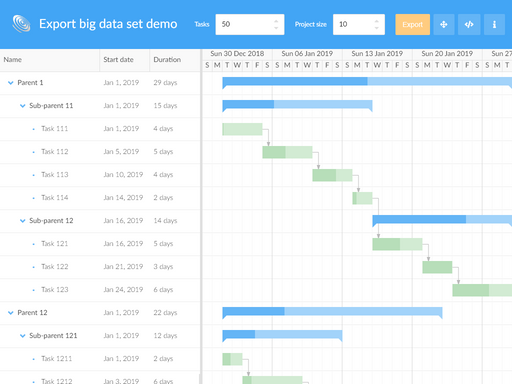 Export big data set demo Tasks 50 Project size 10 Export
Name Start date Duration Sun 30 Dec 2018 Sun 06 Jan 2019 Sun 13 Jan 2019 Sun 20 Jan 2019 Sun 27
S M T W T F S S M T W T F S S M T W T F S S M T W T F S S M T
Parent 1 Jan 1, 2019 29 days
Sub-parent 11 Jan 1, 2019 15 days
Task 111 Jan 1, 2019 4 days
Task 112 Jan 5, 2019 5 days
Task 113 Jan 10, 2019 4 days
Task 114 Jan 14, 2019 2 days
Sub-parent 12 Jan 16, 2019 14 days
Task 121 Jan 16, 2019 5 days
Task 122 Jan 21, 2019 3 days
Task 123 Jan 24, 2019 6 days
Parent 12 Jan 1, 2019 22 days
Sub-parent 121 Jan 1, 2019 12 days
Task 1211 Jan 1, 2019 2 days
Task 1212 Jan 3, 2019 6 days